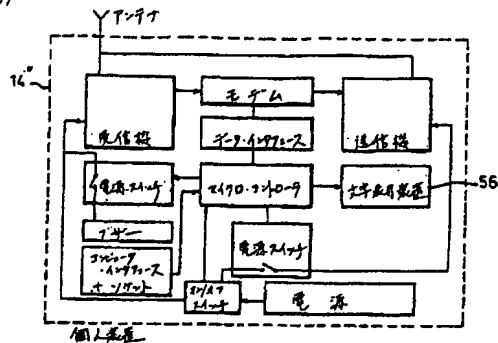 アンテナ
14"
モデム
受信機
送信機
データ・インタフェース
電源スイッチ
マイクロ・コントローラ
文字表示装置
56
ブザー
電源スイッチ
コンピュータ
・インタフェース
・ソケット
オン/オフ
スイッチ
電源
個人装置